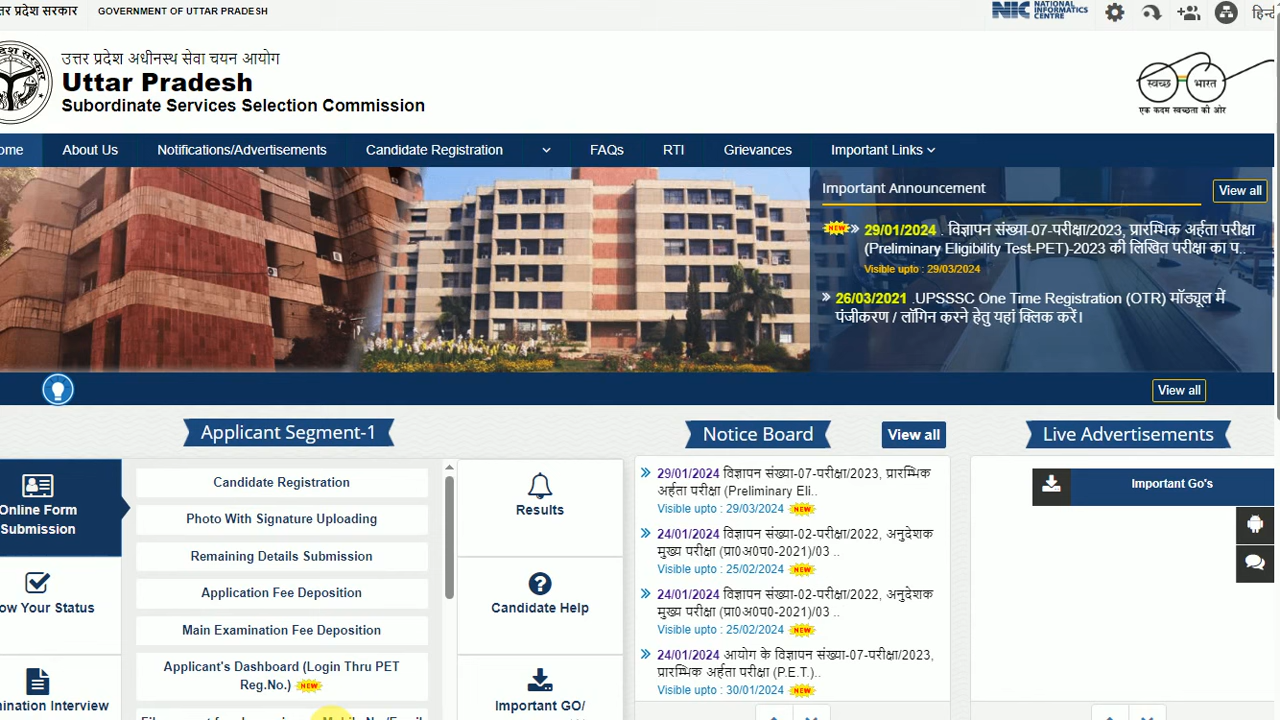 त्तर प्रदेश सरकार GOVERNMENT OF UTTAR PRADESH
NIC NATIONAL INFORMATICS CENTRE
उत्तर प्रदेश अधीनस्थ सेवा चयन आयोग
Uttar Pradesh
Subordinate Services Selection Commission
स्वच्छ भारत
एक कदम स्वच्छता की ओर
ome About Us Notifications/Advertisements Candidate Registration FAQs RTI Grievances Important Links
Important Announcement View all
NEW 29/01/2024 . विज्ञापन संख्या-07-परीक्षा/2023, प्रारम्भिक अर्हता परीक्षा
(Preliminary Eligibility Test-PET)-2023 की लिखित परीक्षा का प..
Visible upto : 29/03/2024
26/03/2021 .UPSSSC One Time Registration (OTR) मॉड्यूल में
पंजीकरण / लॉगिन करने हेतु यहां क्लिक करें।
View all
Applicant Segment-1
Online Form
Submission
ow Your Status
mination Interview
Candidate Registration
Photo With Signature Uploading
Remaining Details Submission
Application Fee Deposition
Main Examination Fee Deposition
Applicant's Dashboard (Login Thru PET
Reg.No.) NEW
Results
Candidate Help
Important GO/
Notice Board View all
29/01/2024 विज्ञापन संख्या-07-परीक्षा/2023, प्रारम्भिक
अर्हता परीक्षा (Preliminary Eli..
Visible upto : 29/03/2024 NEW
24/01/2024 विज्ञापन संख्या-02-परीक्षा/2022, अनुदेशक
मुख्य परीक्षा (प्रा0अ0प0-2021)/03 ..
Visible upto : 25/02/2024 NEW
24/01/2024 विज्ञापन संख्या-02-परीक्षा/2022, अनुदेशक
मुख्य परीक्षा (प्रा0अ0प0-2021)/03 ..
Visible upto : 25/02/2024 NEW
24/01/2024 आयोग के विज्ञापन संख्या-07-परीक्षा/2023,
प्रारम्भिक अर्हता परीक्षा (P.E.T.)..
Visible upto : 30/01/2024 NEW
Live Advertisements
Important Go's